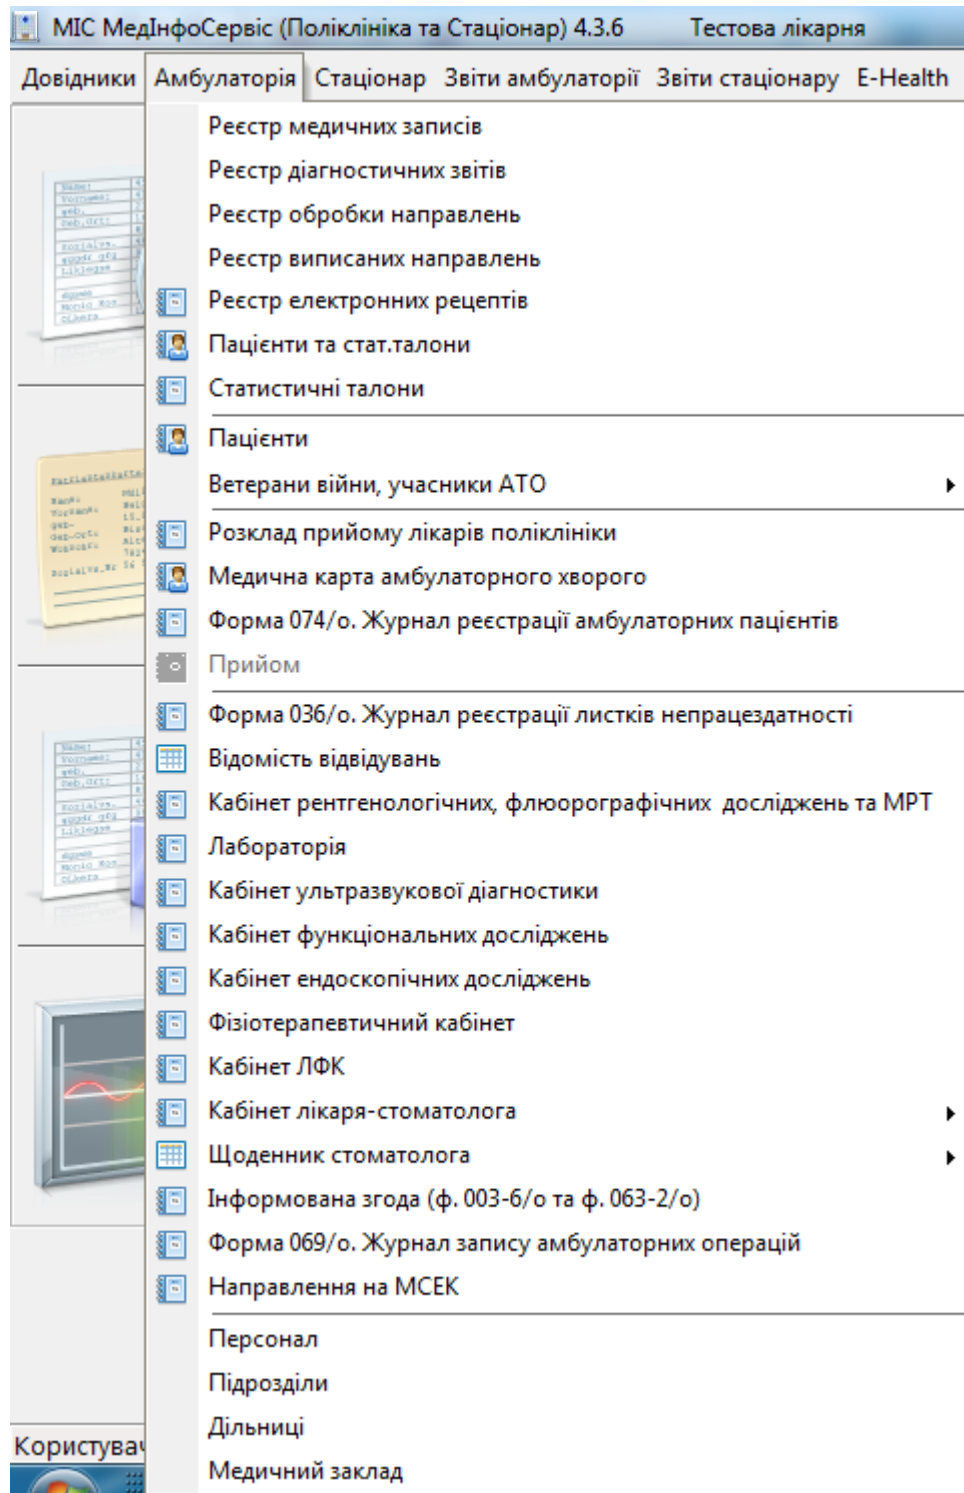 МІС МедІнфоСервіс (Поліклініка та Стаціонар) 4.3.6 Тестова лікарня
Довідники Амбулаторія Стаціонар Звіти амбулаторії Звіти стаціонару E-Health
Реєстр медичних записів
Реєстр діагностичних звітів
Реєстр обробки направлень
Реєстр виписаних направлень
Реєстр електронних рецептів
Пацієнти та стат.талони
Статистичні талони
Пацієнти
Ветерани війни, учасники АТО
Розклад прийому лікарів поліклініки
Медична карта амбулаторного хворого
Форма 074/о. Журнал реєстрації амбулаторних пацієнтів
Прийом
Форма 036/о. Журнал реєстрації листків непрацездатності
Відомість відвідувань
Кабінет рентгенологічних, флюорографічних досліджень та МРТ
Лабораторія
Кабінет ультразвукової діагностики
Кабінет функціональних досліджень
Кабінет ендоскопічних досліджень
Фізіотерапевтичний кабінет
Кабінет ЛФК
Кабінет лікаря-стоматолога
Щоденник стоматолога
Інформована згода (ф. 003-6/о та ф. 063-2/о)
Форма 069/о. Журнал запису амбулаторних операцій
Направлення на МСЕК
Персонал
Підрозділи
Дільниці
Користувач
Медичний заклад